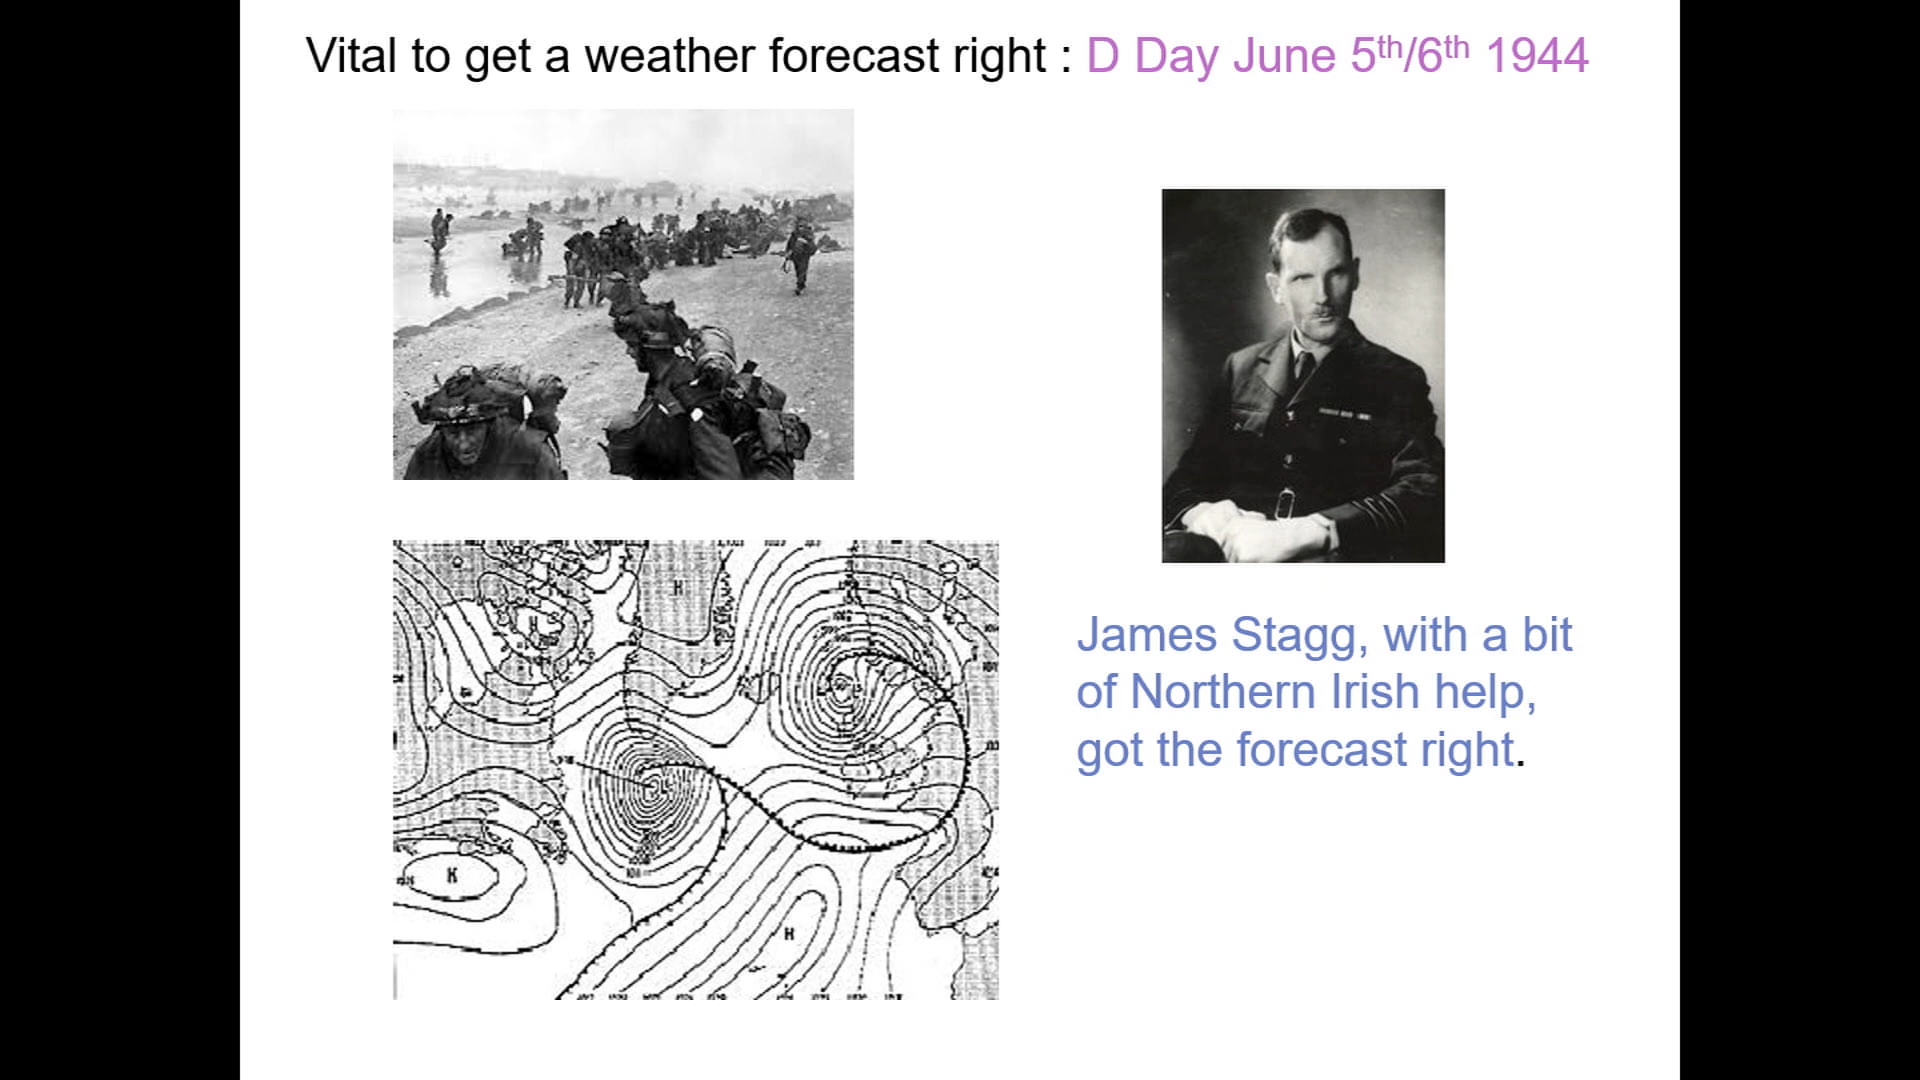 Vital to get a weather forecast right : D Day June 5th/6th 1944
H
H
H
James Stagg, with a bit
of Northern Irish help,
got the forecast right.